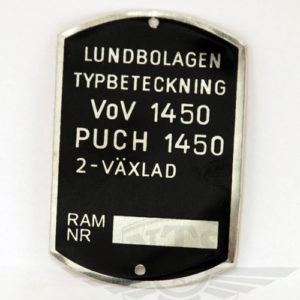 LUNDBOLAGEN
TYPBETECKNING
VoV 1450
PUCH 1450
2-VÄXLAD
RAM
NR